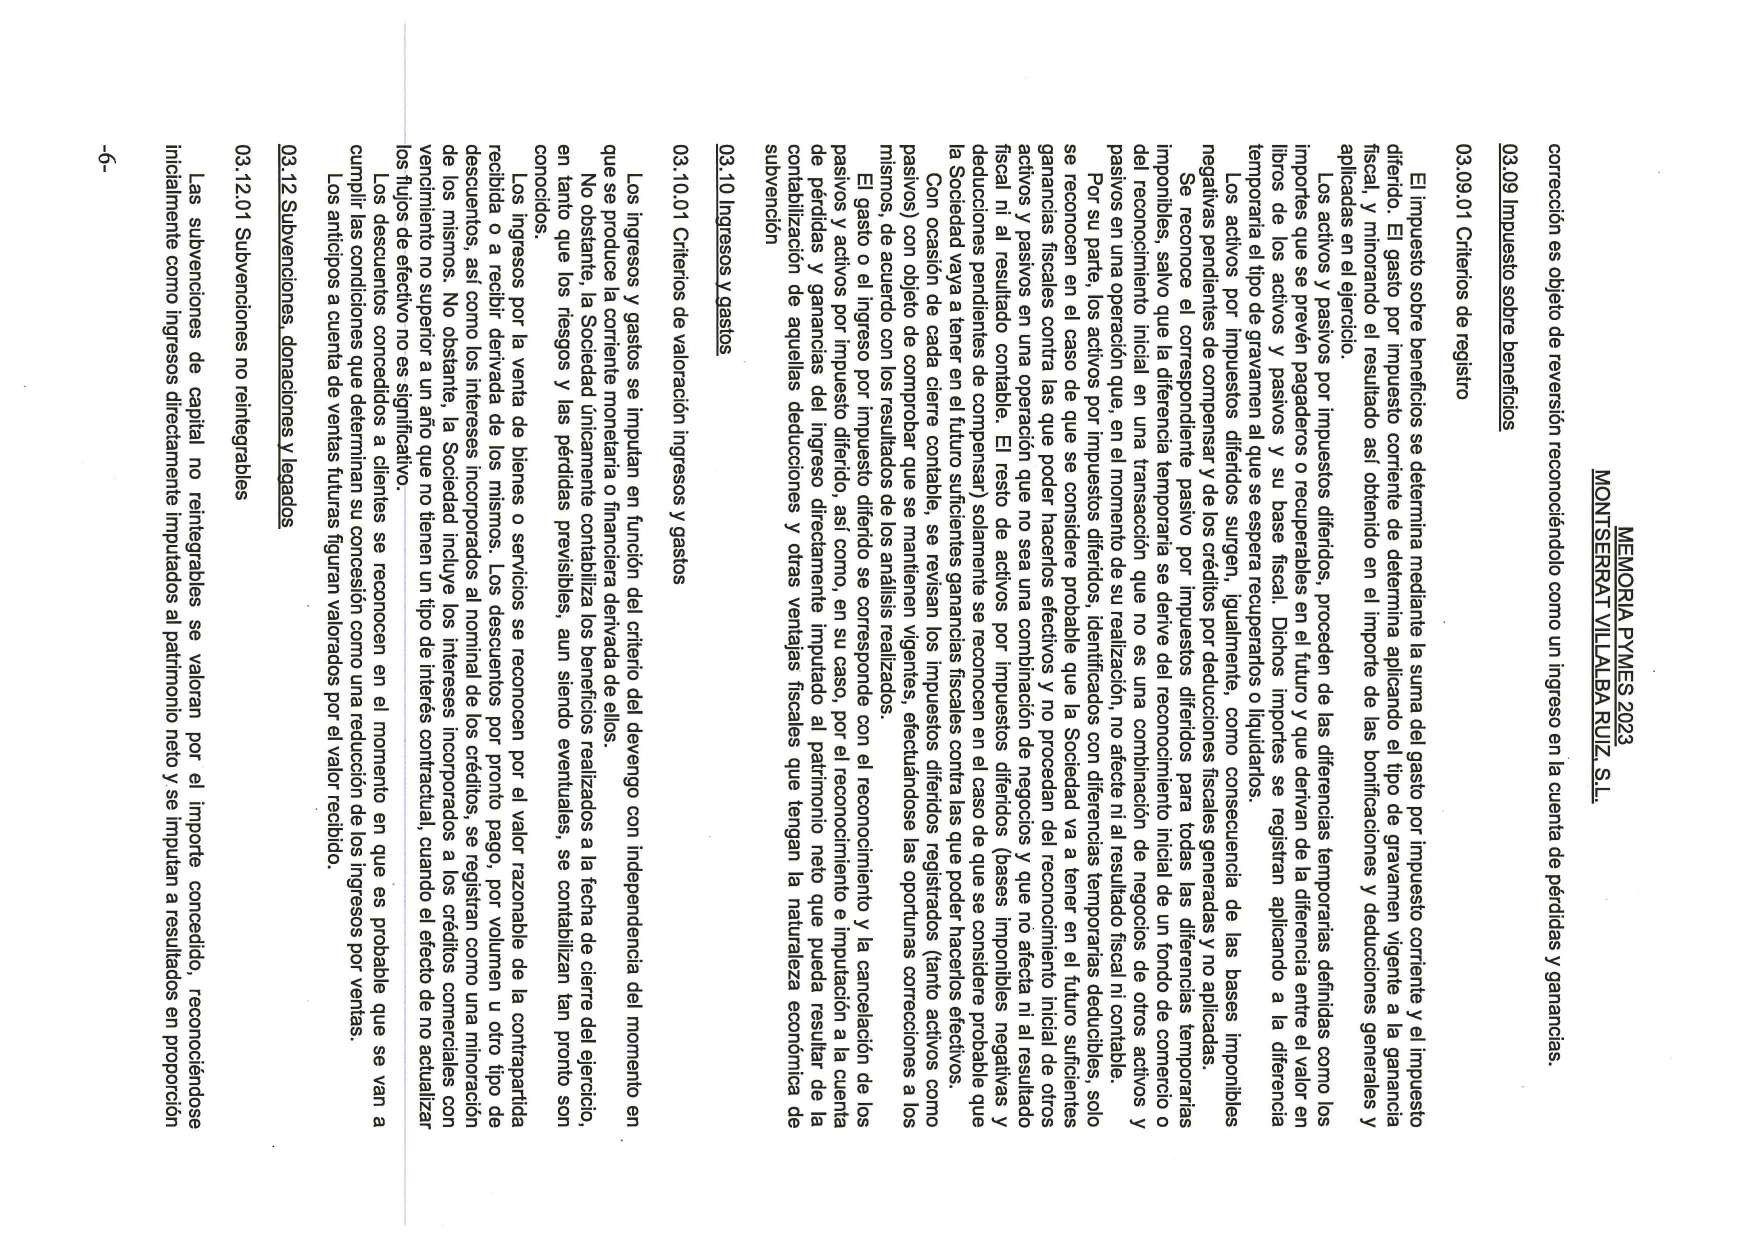 MEMORIA PYMES 2023
MONTSERRAT VILLALBA RUIZ, S.L.
corrección es objeto de reversión reconociéndolo como un ingreso en la cuenta de pérdidas y ganancias.
03.09 Impuesto sobre beneficios
03.09.01 Criterios de registro
El impuesto sobre beneficios se determina mediante la suma del gasto por impuesto corriente y el impuesto
diferido. El gasto por impuesto corriente de determina aplicando el tipo de gravamen vigente a la ganancia
fiscal, y minorando el resultado así obtenido en el importe de las bonificaciones y deducciones generales y
aplicadas en el ejercicio.
Los activos y pasivos por impuestos diferidos, proceden de las diferencias temporarias definidas como los
importes que se prevén pagaderos o recuperables en el futuro y que derivan de la diferencia entre el valor en
libros de los activos y pasivos y su base fiscal. Dichos importes se registran aplicando a la diferencia
temporaria el tipo de gravamen al que se espera recuperarlos o liquidarlos.
Los activos por impuestos diferidos surgen, igualmente, como consecuencia de las bases imponibles
negativas pendientes de compensar y de los créditos por deducciones fiscales generadas y no aplicadas.
Se reconoce el correspondiente pasivo por impuestos diferidos para todas las diferencias temporarias
imponibles, salvo que la diferencia temporaria se derive del reconocimiento inicial de un fondo de comercio o
del reconocimiento inicial en una transacción que no es una combinación de negocios de otros activos y
pasivos en una operación que, en el momento de su realización, no afecte ni al resultado fiscal ni contable.
Por su parte, los activos por impuestos diferidos, identificados con diferencias temporarias deducibles, solo
se reconocen en el caso de que se considere probable que la Sociedad va a tener en el futuro suficientes
ganancias fiscales contra las que poder hacerlos efectivos y no procedan del reconocimiento inicial de otros
activos y pasivos en una operación que no sea una combinación de negocios y que no afecta ni al resultado
fiscal ni al resultado contable. El resto de activos por impuestos diferidos (bases imponibles negativas y
deducciones pendientes de compensar) solamente se reconocen en el caso de que se considere probable que
la Sociedad vaya a tener en el futuro suficientes ganancias fiscales contra las que poder hacerlos efectivos.
Con ocasión de cada cierre contable, se revisan los impuestos diferidos registrados (tanto activos como
pasivos) con objeto de comprobar que se mantienen vigentes, efectuándose las oportunas correcciones a los
mismos, de acuerdo con los resultados de los análisis realizados.
El gasto o el ingreso por impuesto diferido se corresponde con el reconocimiento y la cancelación de los
pasivos y activos por impuesto diferido, así como, en su caso, por el reconocimiento e imputación a la cuenta
de pérdidas y ganancias del ingreso directamente imputado al patrimonio neto que pueda resultar de la
contabilización de aquellas deducciones y otras ventajas fiscales que tengan la naturaleza económica de
subvención
03.10 Ingresos y gastos
03.10.01 Criterios de valoración ingresos y gastos
Los ingresos y gastos se imputan en función del criterio del devengo con independencia del momento en
que se produce la corriente monetaria o financiera derivada de ellos.
No obstante, la Sociedad únicamente contabiliza los beneficios realizados a la fecha de cierre del ejercicio,
en tanto que los riesgos y las pérdidas previsibles, aun siendo eventuales, se contabilizan tan pronto son
conocidos.
Los ingresos por la venta de bienes o servicios se reconocen por el valor razonable de la contrapartida
recibida o a recibir derivada de los mismos. Los descuentos por pronto pago, por volumen u otro tipo de
descuentos, así como los intereses incorporados al nominal de los créditos, se registran como una minoración
de los mismos. No obstante, la Sociedad incluye los intereses incorporados a los créditos comerciales con
vencimiento no superior a un año que no tienen un tipo de interés contractual, cuando el efecto de no actualizar
los flujos de efectivo no es significativo.
Los descuentos concedidos a clientes se reconocen en el momento en que es probable que se van a
cumplir las condiciones que determinan su concesión como una reducción de los ingresos por ventas.
Los anticipos a cuenta de ventas futuras figuran valorados por el valor recibido.
03.12 Subvenciones, donaciones y legados
03.12.01 Subvenciones no reintegrables
Las subvenciones de capital no reintegrables se valoran por el importe concedido, reconociéndose
inicialmente como ingresos directamente imputados al patrimonio neto y se imputan a resultados en proporción
-6-